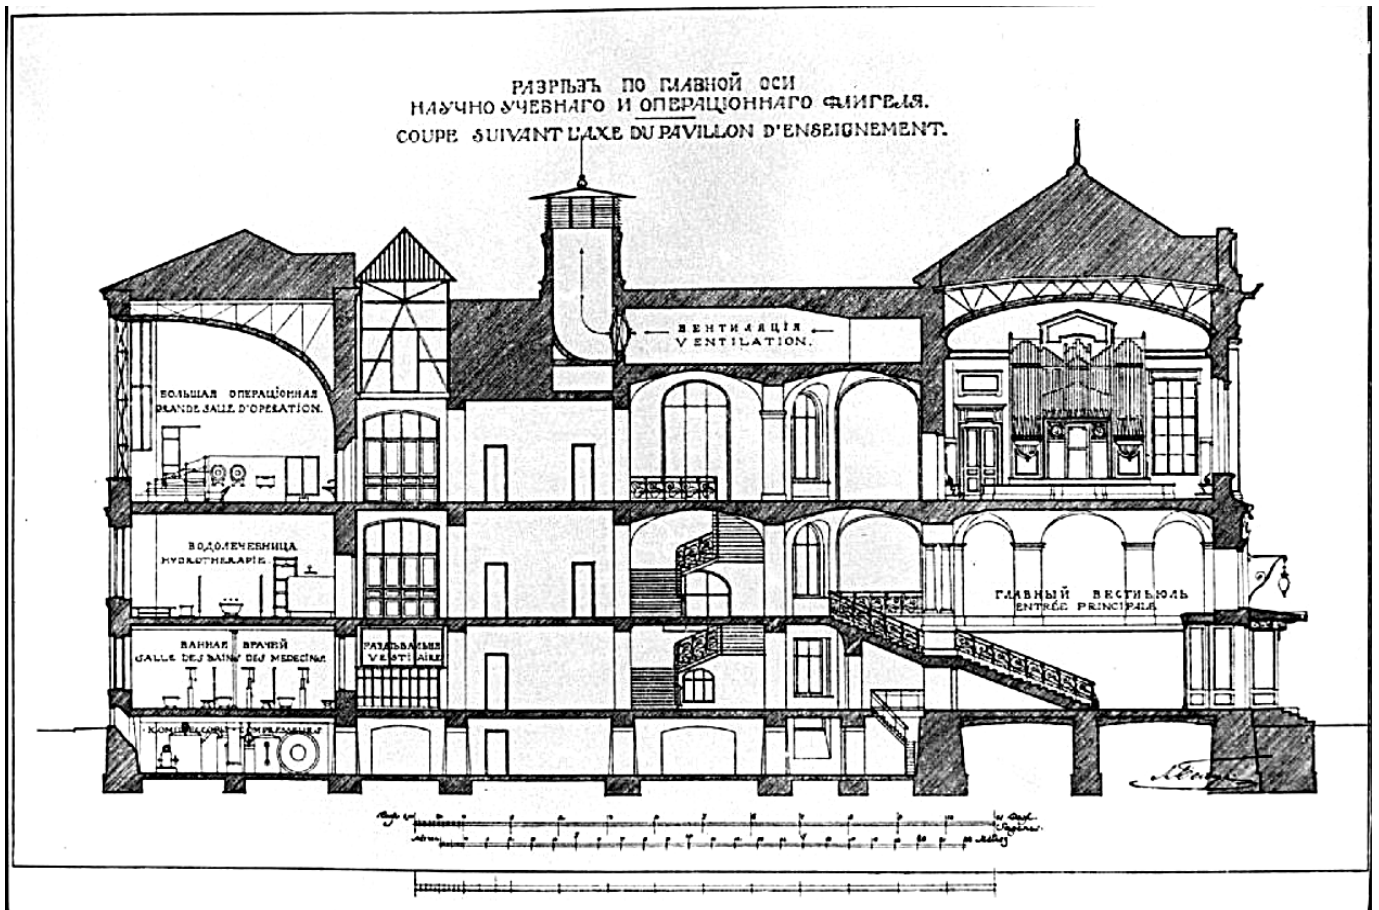 РАЗРѢЗЪ ПО ГЛАВНОЙ ОСИ
НАУЧНО УЧЕБНАГО И ОПЕРАЦІОННАГО ФЛИГЕЛЯ.
COUPE SUIVANT L'AXE DU PAVILLON D'ENSEIGNEMENT.
ВЕНТИЛЯЦІЯ
VENTILATION.
БОЛЬШАЯ ОПЕРАЦІОННАЯ
GRANDE SALLE D'OPERATION.
ВОДОЛЕЧЕБНИЦА
HYDROTHERAPIE.
ГЛАВНЫЙ ВЕСТИБЮЛЬ
ENTRÉE PRINCIPALE
ВАННАЯ ВРАЧЕЙ
SALLE DES BAINS DES MEDECINS
РАЗДѢВАЛЬНЯ
VESTIAIRE